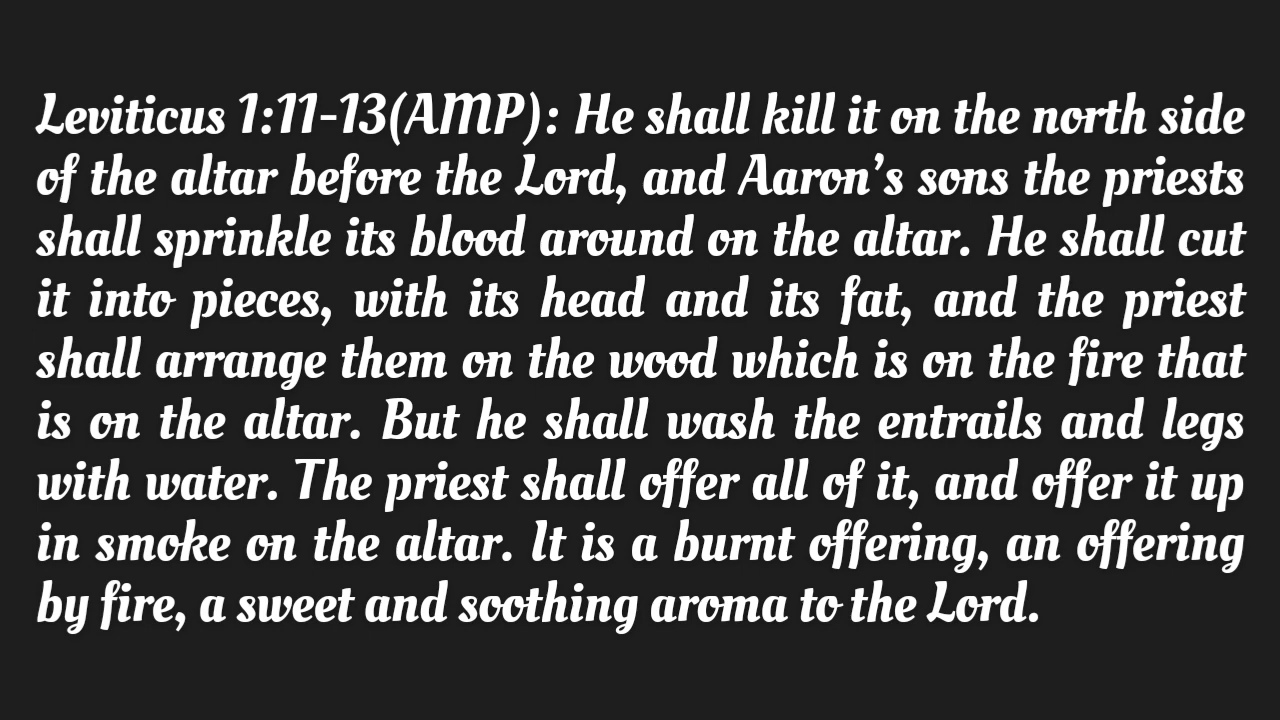 Leviticus 1:11-13(AMP): He shall kill it on the north side
of the altar before the Lord, and Aaron’s sons the priests
shall sprinkle its blood around on the altar. He shall cut
it into pieces, with its head and its fat, and the priest
shall arrange them on the wood which is on the fire that
is on the altar. But he shall wash the entrails and legs
with water. The priest shall offer all of it, and offer it up
in smoke on the altar. It is a burnt offering, an offering
by fire, a sweet and soothing aroma to the Lord.